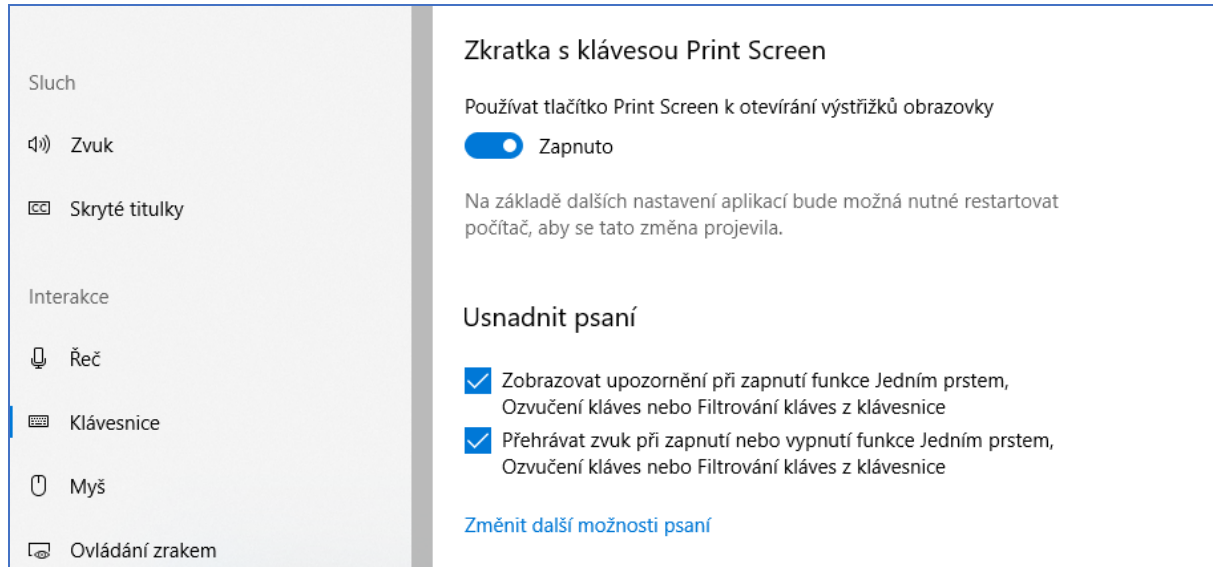 Sluch
Zvuk
Skryté titulky
Interakce
Řeč
Klávesnice
Myš
Ovládání zrakem
Zkratka s klávesou Print Screen
Používat tlačítko Print Screen k otevírání výstřižků obrazovky
Zapnuto
Na základě dalších nastavení aplikací bude možná nutné restartovat
počítač, aby se tato změna projevila.
Usnadnit psaní
Zobrazovat upozornění při zapnutí funkce Jedním prstem,
Ozvučení kláves nebo Filtrování kláves z klávesnice
Přehrávat zvuk při zapnutí nebo vypnutí funkce Jedním prstem,
Ozvučení kláves nebo Filtrování kláves z klávesnice
Změnit další možnosti psaní